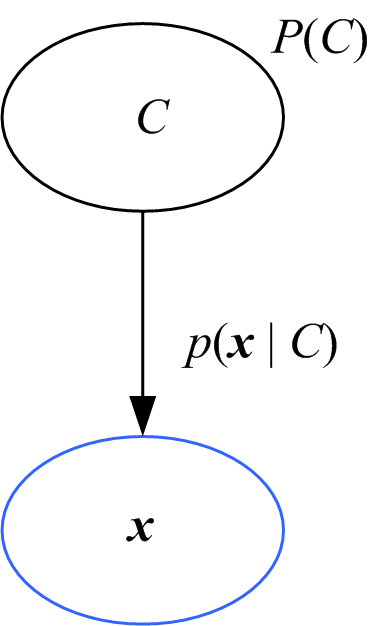 P(C)
C
p(x | C)
x